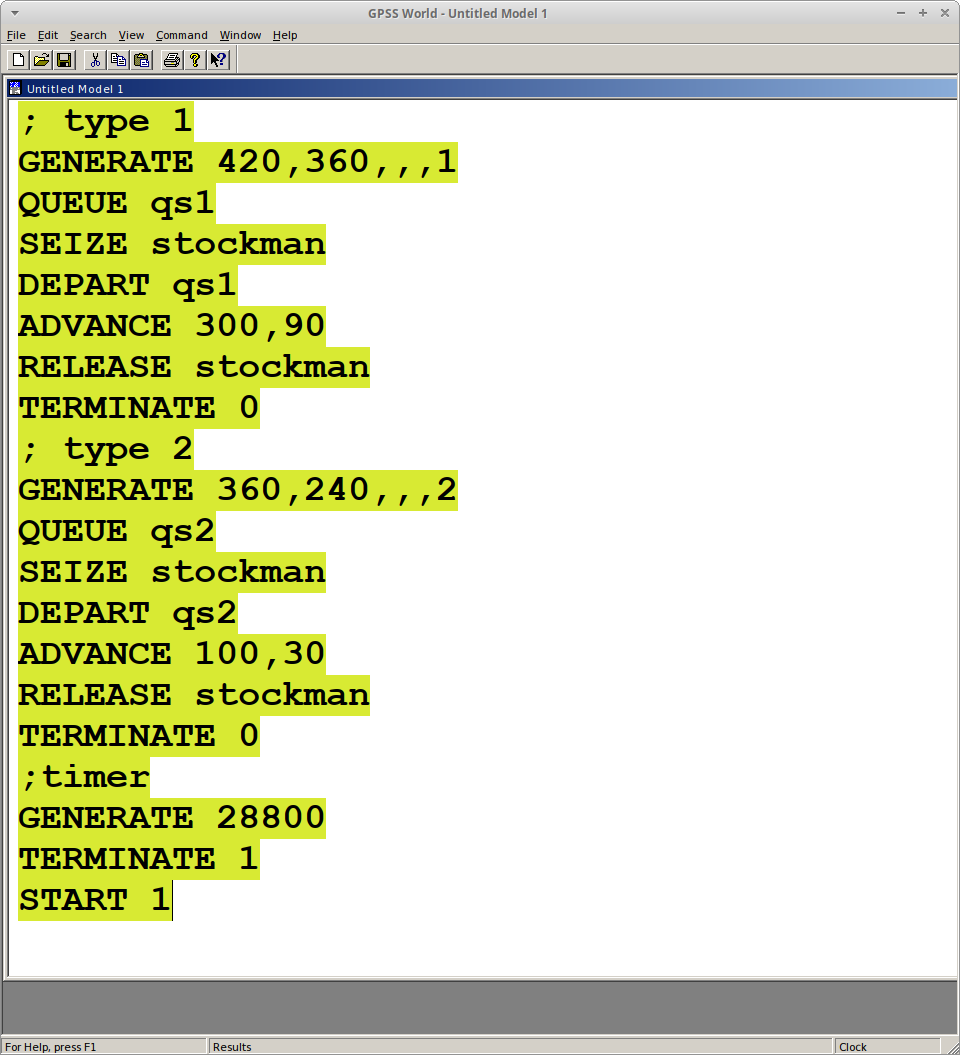 GPSS World - Untitled Model 1
File Edit Search View Command Window Help
Untitled Model 1
; type 1
GENERATE 420,360,,,1
QUEUE qs1
SEIZE stockman
DEPART qs1
ADVANCE 300,90
RELEASE stockman
TERMINATE 0
; type 2
GENERATE 360,240,,,2
QUEUE qs2
SEIZE stockman
DEPART qs2
ADVANCE 100,30
RELEASE stockman
TERMINATE 0
;timer
GENERATE 28800
TERMINATE 1
START 1
For Help, press F1 Results Clock